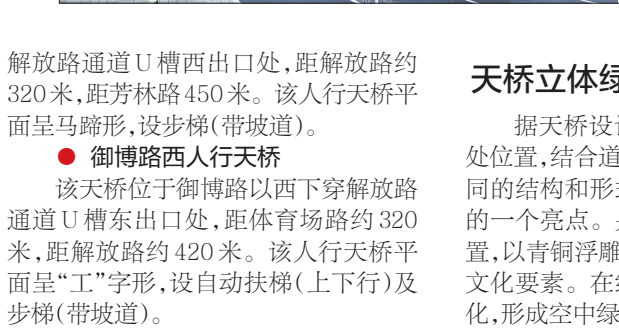 解放路通道U槽西出口处,距解放路约
320米,距芳林路450米。该人行天桥平
面呈马蹄形,设步梯(带坡道)。
● 御博路西人行天桥
该天桥位于御博路以西下穿解放路
通道U槽东出口处,距体育场路约320
米,距解放路约420米。该人行天桥平
面呈“工”字形,设自动扶梯(上下行)及
步梯(带坡道)。
天桥立体绿
据天桥设计
处位置,结合道
同的结构和形式
的一个亮点。
置,以青铜浮雕
文化要素。在
化,形成空中绿